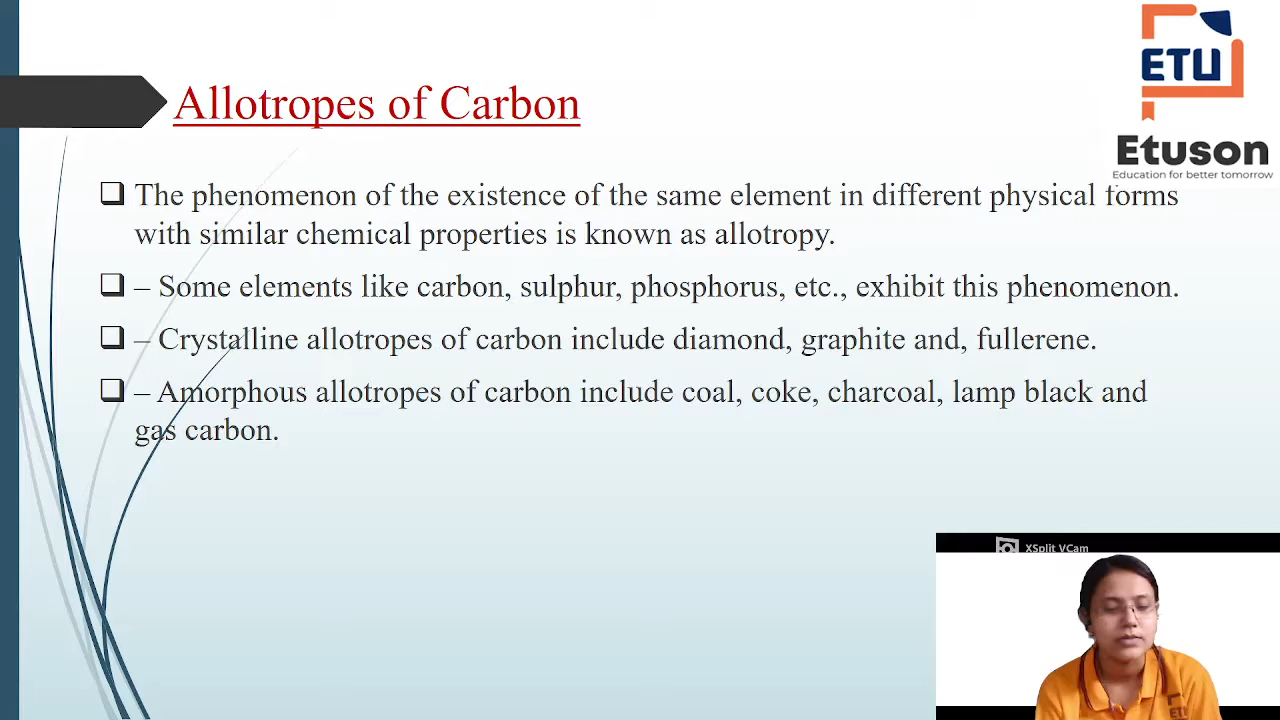 ETU
Etuson
Education for better tomorrow
Allotropes of Carbon
❑ The phenomenon of the existence of the same element in different physical forms
with similar chemical properties is known as allotropy.
❑ – Some elements like carbon, sulphur, phosphorus, etc., exhibit this phenomenon.
❑ – Crystalline allotropes of carbon include diamond, graphite and, fullerene.
❑ – Amorphous allotropes of carbon include coal, coke, charcoal, lamp black and
gas carbon.
XSplit VCam
ETU